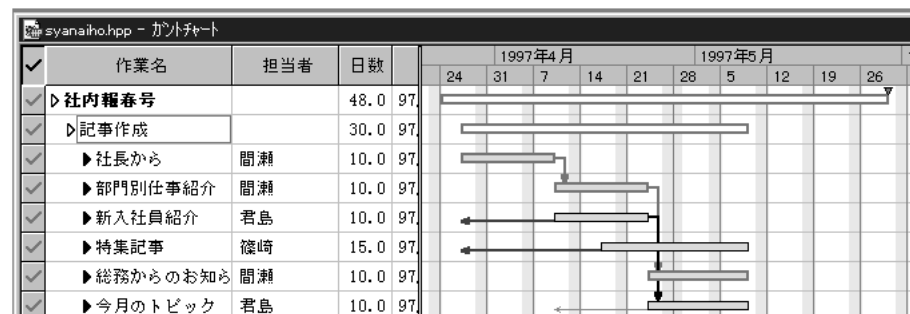 syanaiho.hpp - ガントチャート
作業名 担当者 日数 1997年4月 1997年5月
24 31 7 14 21 28 5 12 19 26
社内報春号 48.0 97.
記事作成 30.0 97.
社長から 間瀬 10.0 97.
部門別仕事紹介 間瀬 10.0 97.
新入社員紹介 君島 10.0 97.
特集記事 篠崎 15.0 97.
総務からのお知ら 間瀬 10.0 97.
今月のトピック 君島 10.0 97.